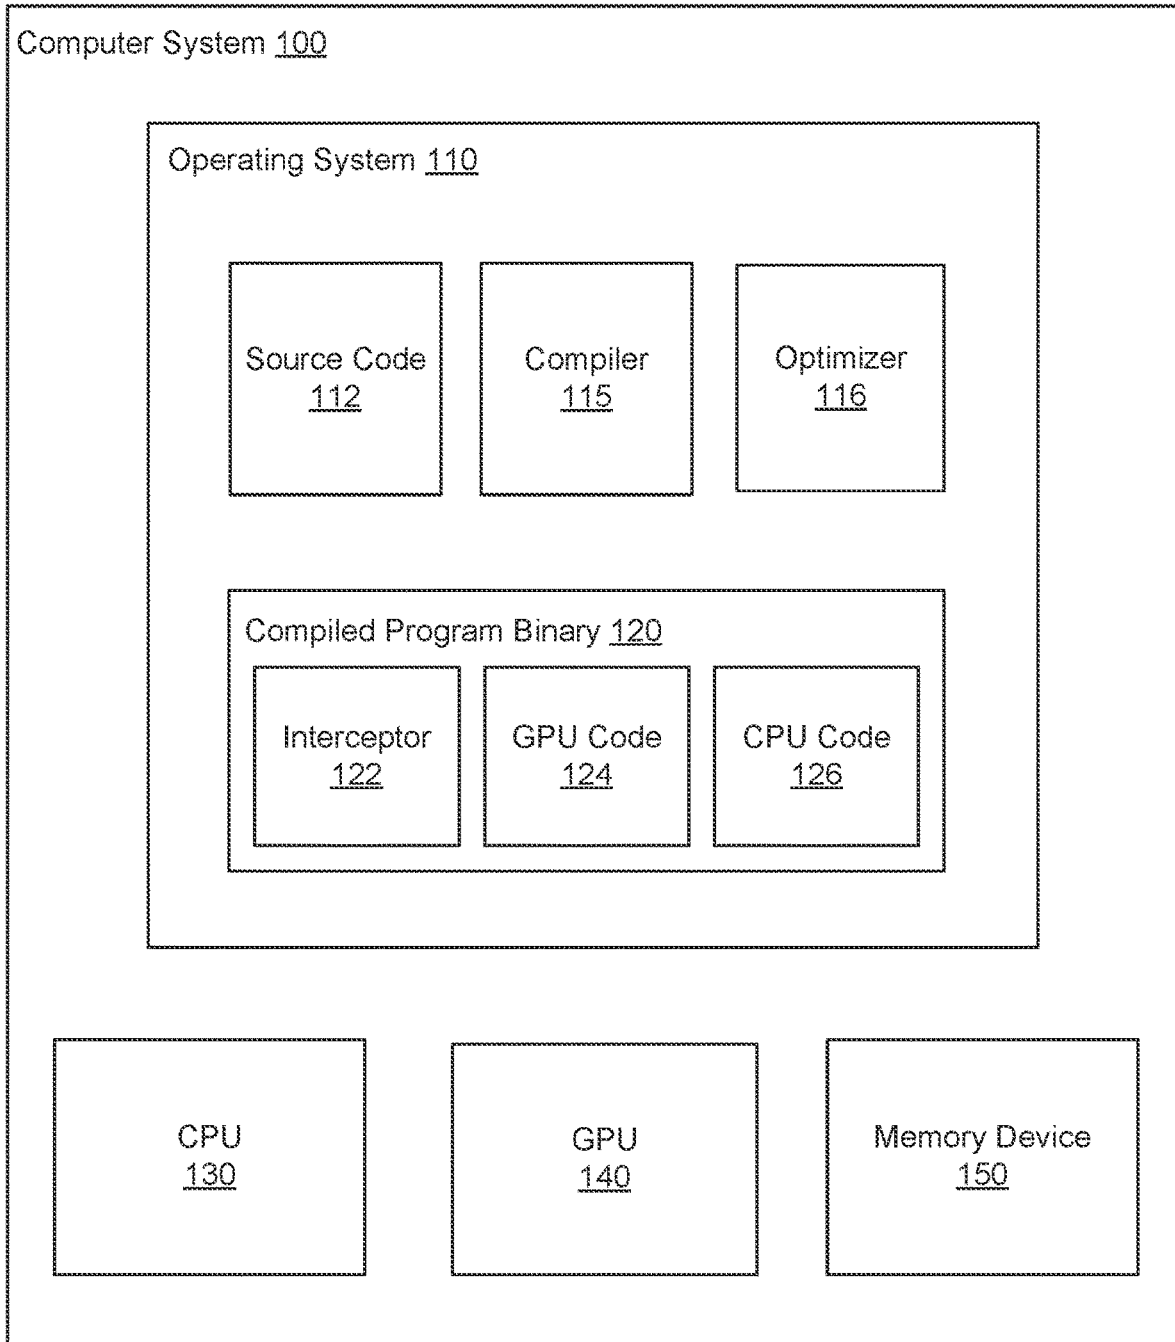 Computer System 100
Operating System 110
Source Code
112
Compiler
115
Optimizer
116
Compiled Program Binary 120
Interceptor
122
GPU Code
124
CPU Code
126
CPU
130
GPU
140
Memory Device
150